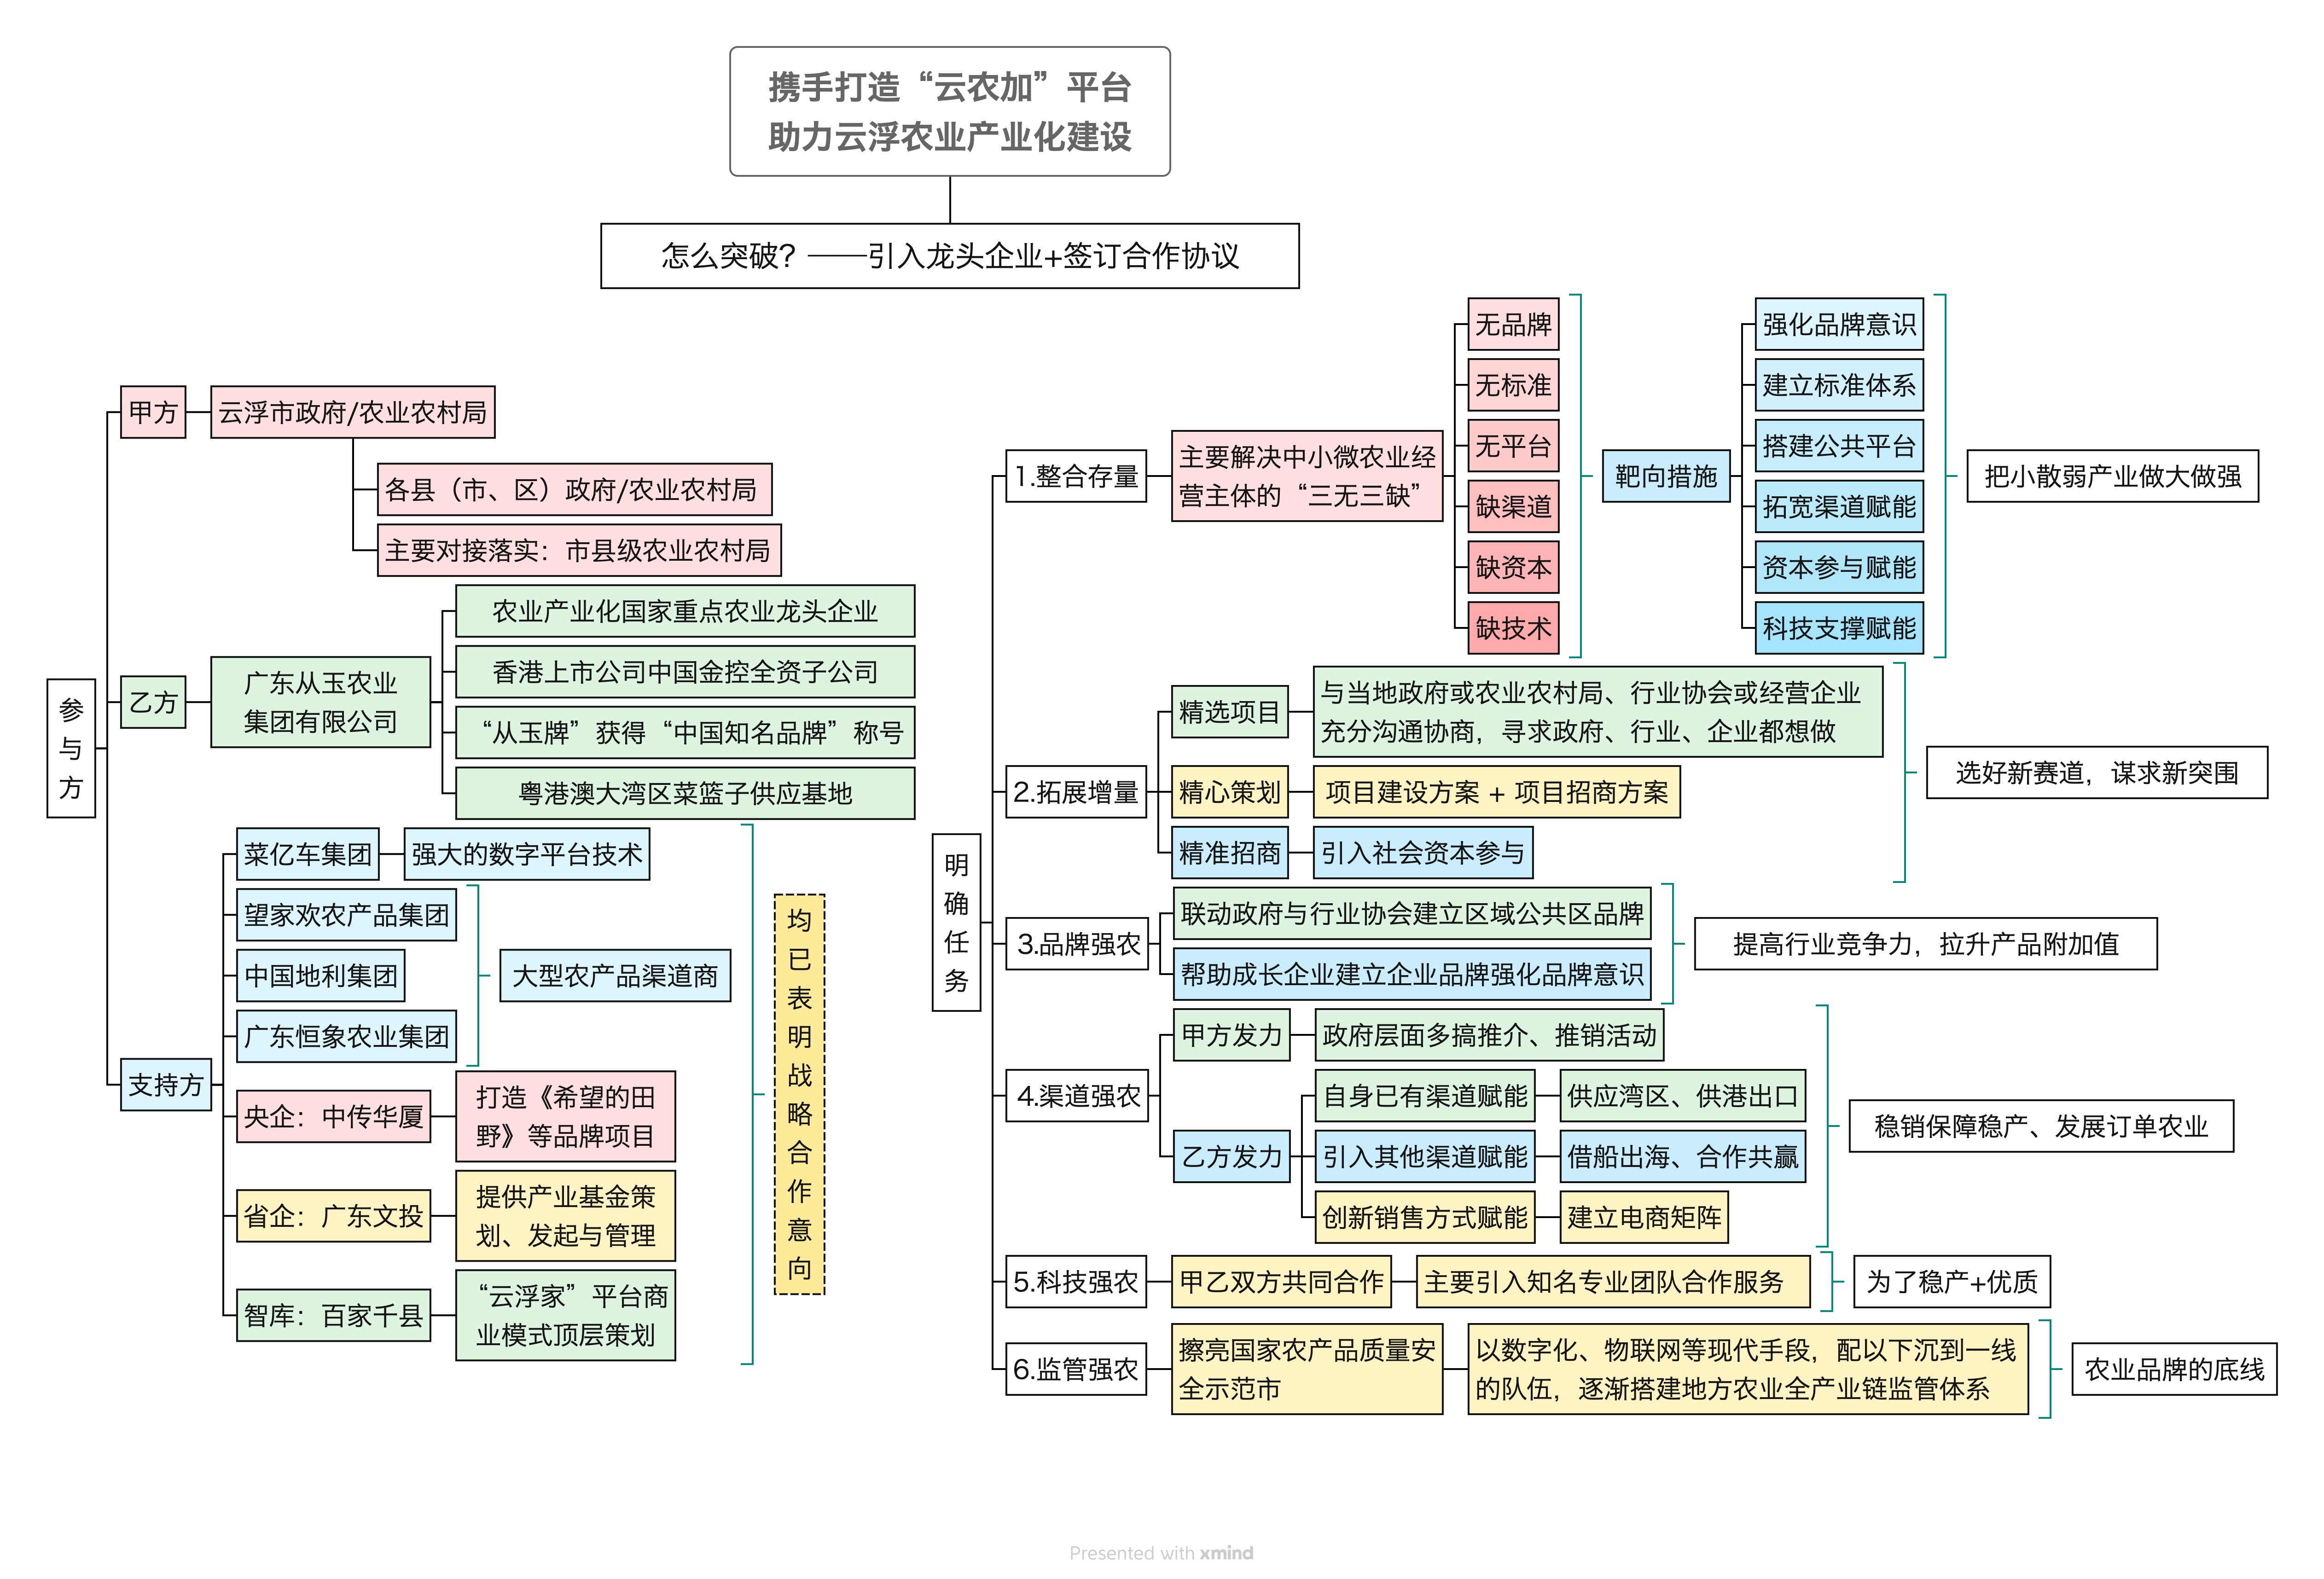 携手打造“云农加”平台
助力云浮农业产业化建设
怎么突破？——引入龙头企业+签订合作协议
参
与
方
甲方
云浮市政府/农业农村局
各县（市、区）政府/农业农村局
主要对接落实：市县级农业农村局
乙方
广东从玉农业
集团有限公司
农业产业化国家重点农业龙头企业
香港上市公司中国金控全资子公司
“从玉牌”获得“中国知名品牌”称号
粤港澳大湾区菜篮子供应基地
支持方
菜亿车集团
强大的数字平台技术
望家欢农产品集团
中国地利集团
广东恒象农业集团
大型农产品渠道商
央企：中传华厦
打造《希望的田
野》等品牌项目
省企：广东文投
提供产业基金策
划、发起与管理
智库：百家千县
“云浮家”平台商
业模式顶层策划
均
已
表
明
战
略
合
作
意
向
明
确
任
务
1.整合存量
主要解决中小微农业经
营主体的“三无三缺”
无品牌
无标准
无平台
缺渠道
缺资本
缺技术
靶向措施
强化品牌意识
建立标准体系
搭建公共平台
拓宽渠道赋能
资本参与赋能
科技支撑赋能
把小散弱产业做大做强
2.拓展增量
精选项目
与当地政府或农业农村局、行业协会或经营企业
充分沟通协商，寻求政府、行业、企业都想做
精心策划
项目建设方案 + 项目招商方案
精准招商
引入社会资本参与
选好新赛道，谋求新突围
3.品牌强农
联动政府与行业协会建立区域公共区品牌
帮助成长企业建立企业品牌强化品牌意识
提高行业竞争力，拉升产品附加值
4.渠道强农
甲方发力
政府层面多搞推介、推销活动
乙方发力
自身已有渠道赋能
供应湾区、供港出口
引入其他渠道赋能
借船出海、合作共赢
创新销售方式赋能
建立电商矩阵
稳销保障稳产、发展订单农业
5.科技强农
甲乙双方共同合作
主要引入知名专业团队合作服务
为了稳产+优质
6.监管强农
擦亮国家农产品质量安
全示范市
以数字化、物联网等现代手段，配以下沉到一线
的队伍，逐渐搭建地方农业全产业链监管体系
农业品牌的底线
Presented with xmind